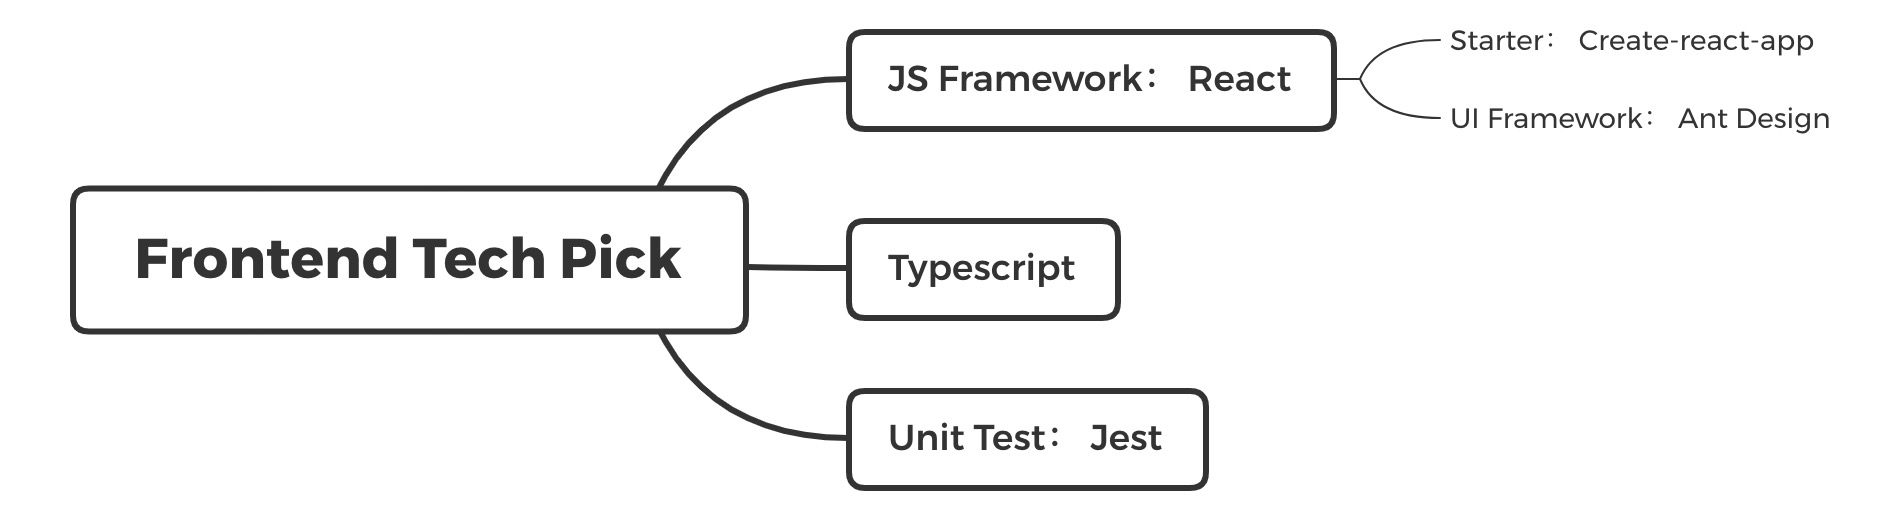 Frontend Tech Pick
JS Framework： React
Starter： Create-react-app
UI Framework： Ant Design
Typescript
Unit Test： Jest